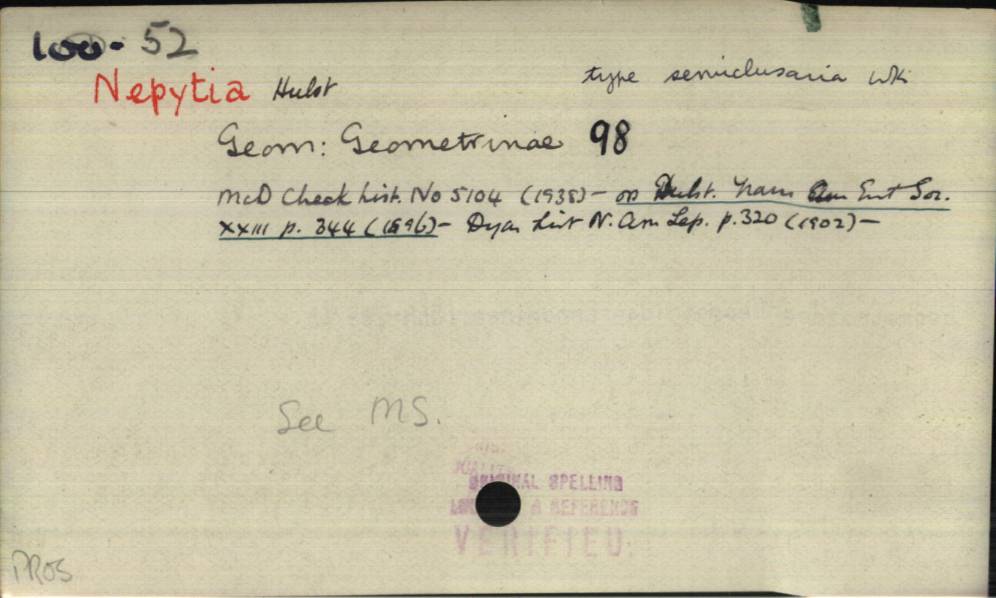 100. 52
Nepytia Hulst type semiclusaria Wk
Geom: Geometrinae 98
McD Check List. No 5104 (1938) — on Hulst. Trans Am Ent Soc.
XXIII p. 344 (1896) — Dyar List N. Am Lep. p. 320 (1902) —
See MS.
ORIGINAL SPELLING
& REFERENCE
VERIFIED.
PROS